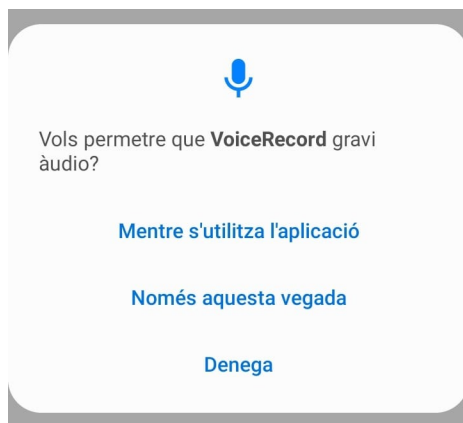 Vols permetre que VoiceRecord gravi
àudio?
Mentre s'utilitza l'aplicació
Només aquesta vegada
Denega